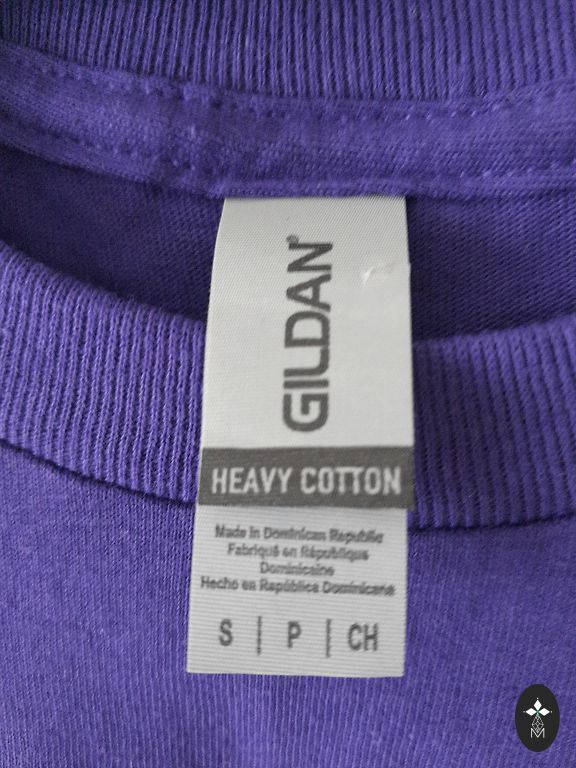 GILDAN®
HEAVY COTTON
Made in Dominican Republic
Fabriqué en République
Dominicaine
Hecho en República Dominicana
S | P | CH
M